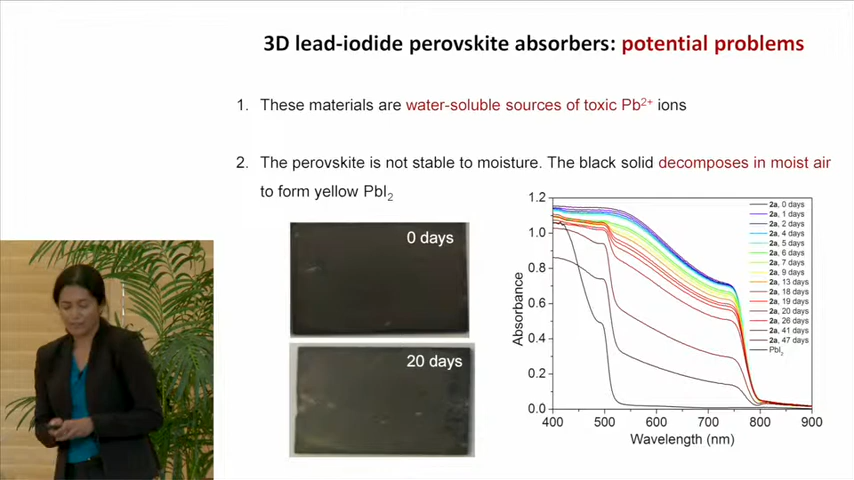 3D lead-iodide perovskite absorbers: potential problems
1. These materials are water-soluble sources of toxic Pb2+ ions
2. The perovskite is not stable to moisture. The black solid decomposes in moist air
to form yellow PbI2
0 days
20 days
1.2
1.0
0.8
0.6
0.4
0.2
0.0
Absorbance
400 500 600 700 800 900
Wavelength (nm)
2a, 0 days
2a, 1 days
2a, 2 days
2a, 4 days
2a, 5 days
2a, 6 days
2a, 7 days
2a, 9 days
2a, 13 days
2a, 18 days
2a, 19 days
2a, 20 days
2a, 26 days
2a, 41 days
2a, 47 days
PbI2